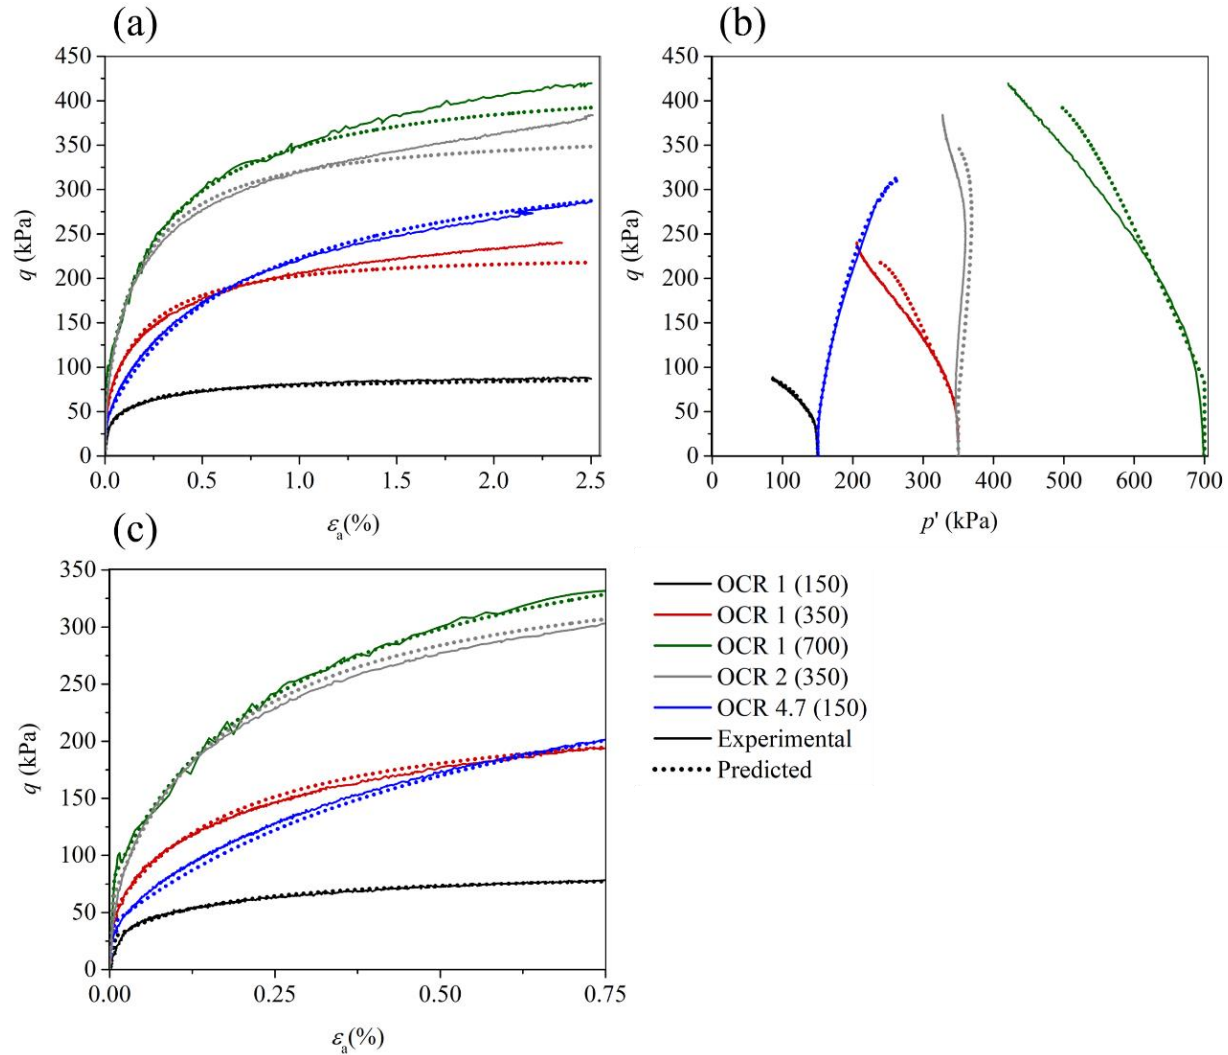 (a)
450
400
350
300
250
200
150
100
50
0
q (kPa)
0.0 0.5 1.0 1.5 2.0 2.5
εa(%)
(b)
450
400
350
300
250
200
150
100
50
0
q (kPa)
0 100 200 300 400 500 600 700
p' (kPa)
(c)
350
300
250
200
150
100
50
0
q (kPa)
0.00 0.25 0.50 0.75
εa(%)
OCR 1 (150)
OCR 1 (350)
OCR 1 (700)
OCR 2 (350)
OCR 4.7 (150)
Experimental
Predicted